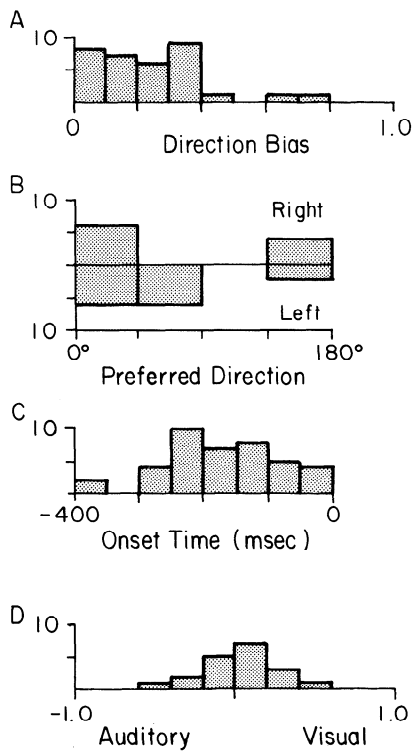 A
10
0
1.0
Direction Bias
B
10
Right
Left
10
0°
180°
Preferred Direction
C
10
-400
0
Onset Time (msec)
D
10
-1.0
1.0
Auditory
Visual